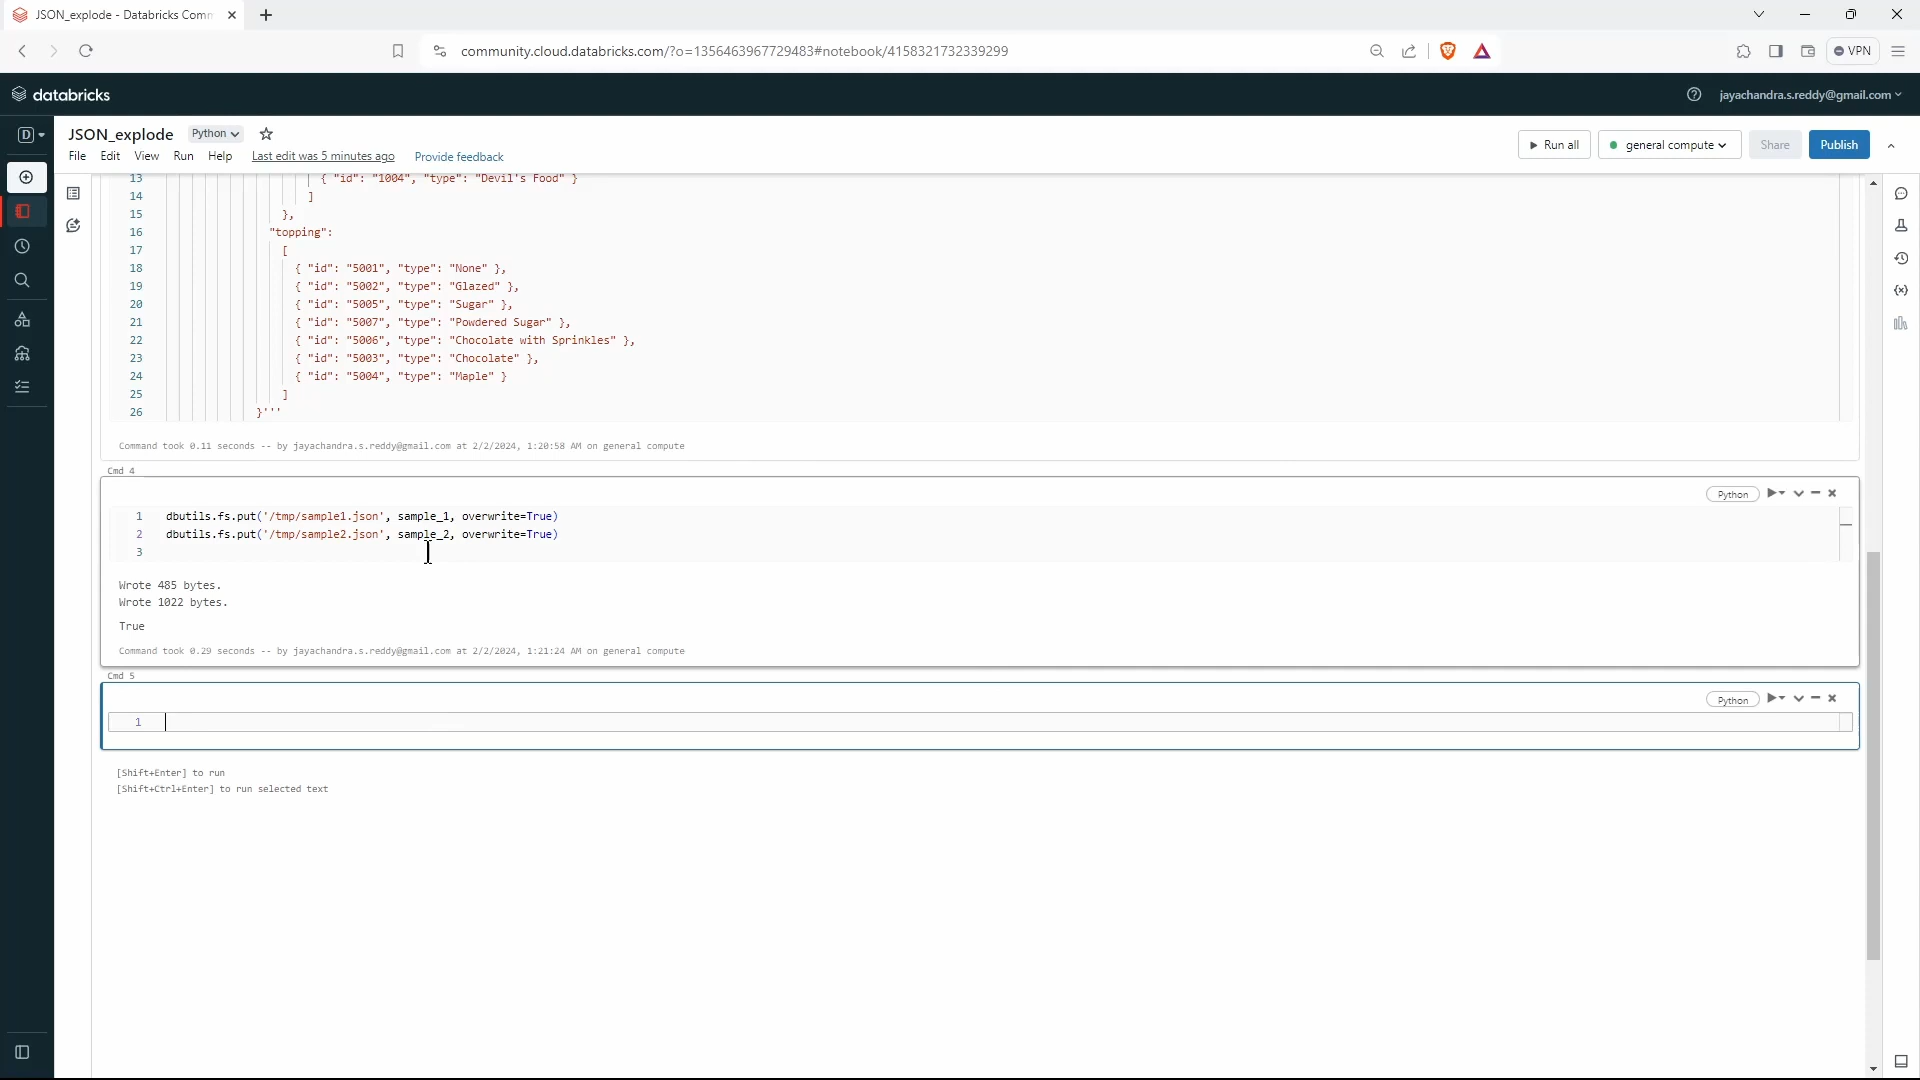 JSON_explode - Databricks Comm
community.cloud.databricks.com/?o=1356463967729483#notebook/4158321732339299
VPN
databricks
jayachandra.s.reddy@gmail.com
D
JSON_explode Python
File Edit View Run Help Last edit was 5 minutes ago Provide feedback
Run all general compute Share Publish
13 { "id": "1004", "type": "Devil's Food" }
14 ]
15 },
16 "topping":
17 [
18 { "id": "5001", "type": "None" },
19 { "id": "5002", "type": "Glazed" },
20 { "id": "5005", "type": "Sugar" },
21 { "id": "5007", "type": "Powdered Sugar" },
22 { "id": "5006", "type": "Chocolate with Sprinkles" },
23 { "id": "5003", "type": "Chocolate" },
24 { "id": "5004", "type": "Maple" }
25 ]
26 }'''
Command took 0.11 seconds -- by jayachandra.s.reddy@gmail.com at 2/2/2024, 1:20:58 AM on general compute
Cmd 4
Python
1 dbutils.fs.put('/tmp/sample1.json', sample_1, overwrite=True)
2 dbutils.fs.put('/tmp/sample2.json', sample_2, overwrite=True)
3
Wrote 485 bytes.
Wrote 1022 bytes.
True
Command took 0.29 seconds -- by jayachandra.s.reddy@gmail.com at 2/2/2024, 1:21:24 AM on general compute
Cmd 5
Python
1
[Shift+Enter] to run
[Shift+Ctrl+Enter] to run selected text